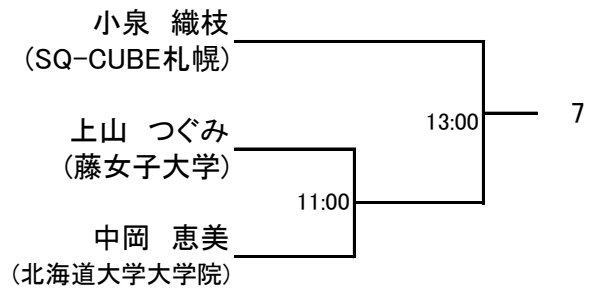 小泉　織枝
(SQ-CUBE札幌)
13:00
7
上山　つぐみ
(藤女子大学)
11:00
中岡　恵美
(北海道大学大学院)